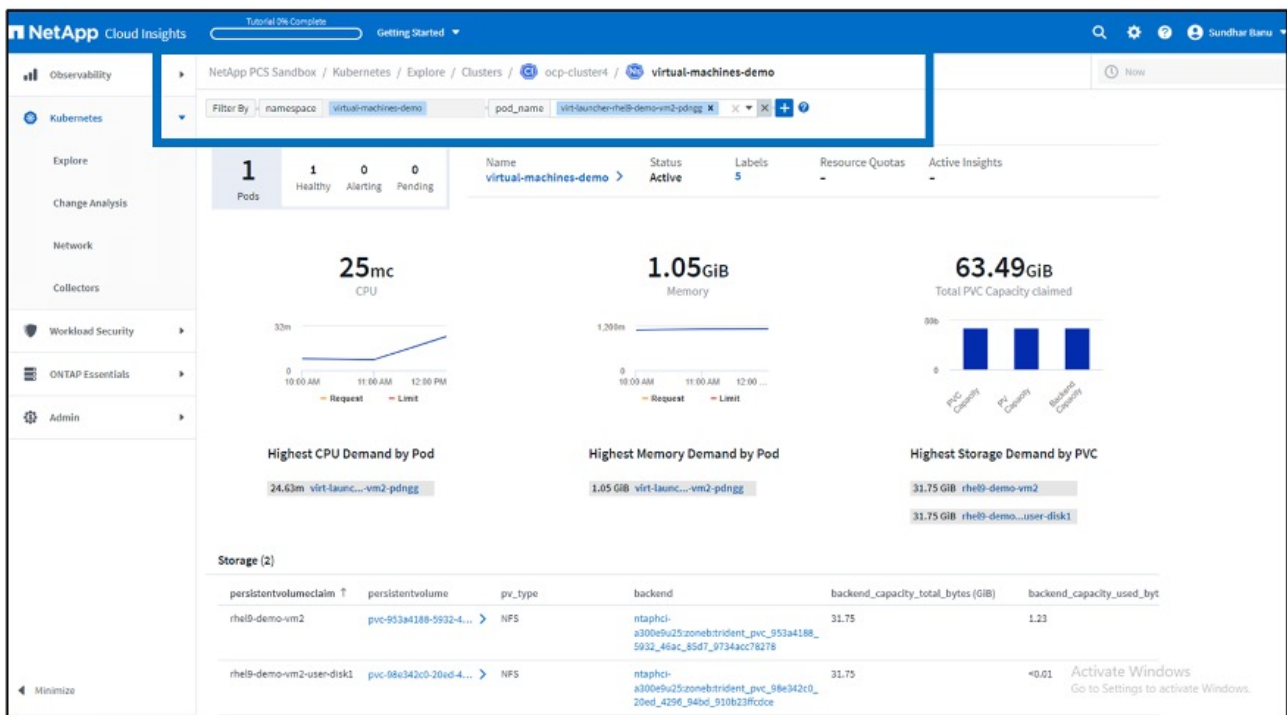 NetApp Cloud Insights
Tutorial 0% Complete
Getting Started
Sundhar Banu
Observability
Kubernetes
Explore
Change Analysis
Network
Collectors
Workload Security
ONTAP Essentials
Admin
Minimize
NetApp PCS Sandbox / Kubernetes / Explore / Clusters / CI ocp-cluster4 / Ns virtual-machines-demo
Now
Filter By namespace virtual-machines-demo pod_name virt-launcher-rhel9-demo-vm2-pdngg x
1
Pods
1 0 0
Healthy Alerting Pending
Name Status Labels Resource Quotas Active Insights
virtual-machines-demo Active 5 - -
25mc
CPU
32m
0
10:00 AM 11:00 AM 12:00 PM
Request Limit
1.05GiB
Memory
1,200m
0
10:00 AM 11:00 AM 12:00 ...
Request Limit
63.49GiB
Total PVC Capacity claimed
80b
0
PVC Capacity
PV Capacity
Backend Capacity
Highest CPU Demand by Pod
24.63m virt-launc...-vm2-pdngg
Highest Memory Demand by Pod
1.05 GiB virt-launc...-vm2-pdngg
Highest Storage Demand by PVC
31.75 GiB rhel9-demo-vm2
31.75 GiB rhel9-demo...user-disk1
Storage (2)
persistentvolumeclaim ↑ persistentvolume pv_type backend backend_capacity_total_bytes (GiB) backend_capacity_used_byt
rhel9-demo-vm2 pvc-953a4188-5932-4... NFS ntaphci- 31.75 1.23
a300e9u25:zoneb:trident_pvc_953a4188_
5932_46ac_85d7_9734acc78278
rhel9-demo-vm2-user-disk1 pvc-98e342c0-20ed-4... NFS ntaphci- 31.75 <0.01
a300e9u25:zoneb:trident_pvc_98e342c0_
20ed_4296_94bd_910b23ffcdce
Activate Windows
Go to Settings to activate Windows.